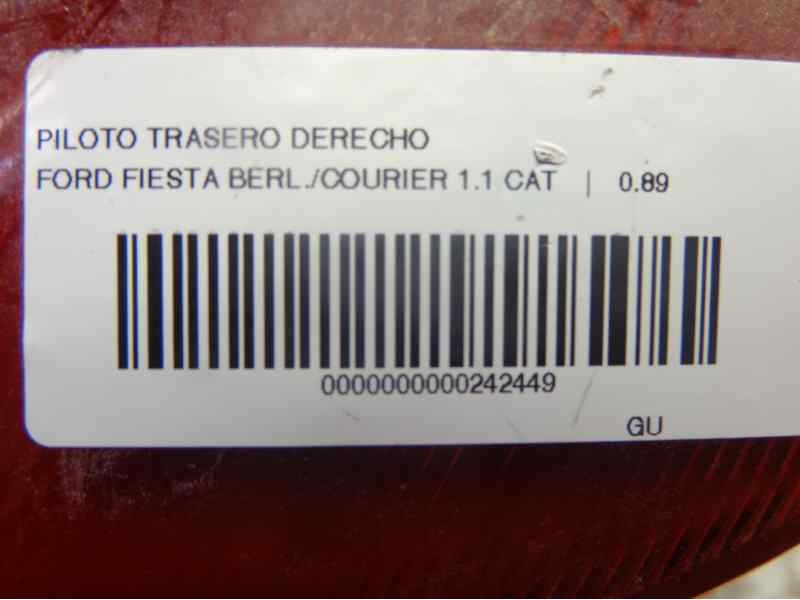 PILOTO TRASERO DERECHO
FORD FIESTA BERL./COURIER 1.1 CAT | 0.89
0000000000242449
GU